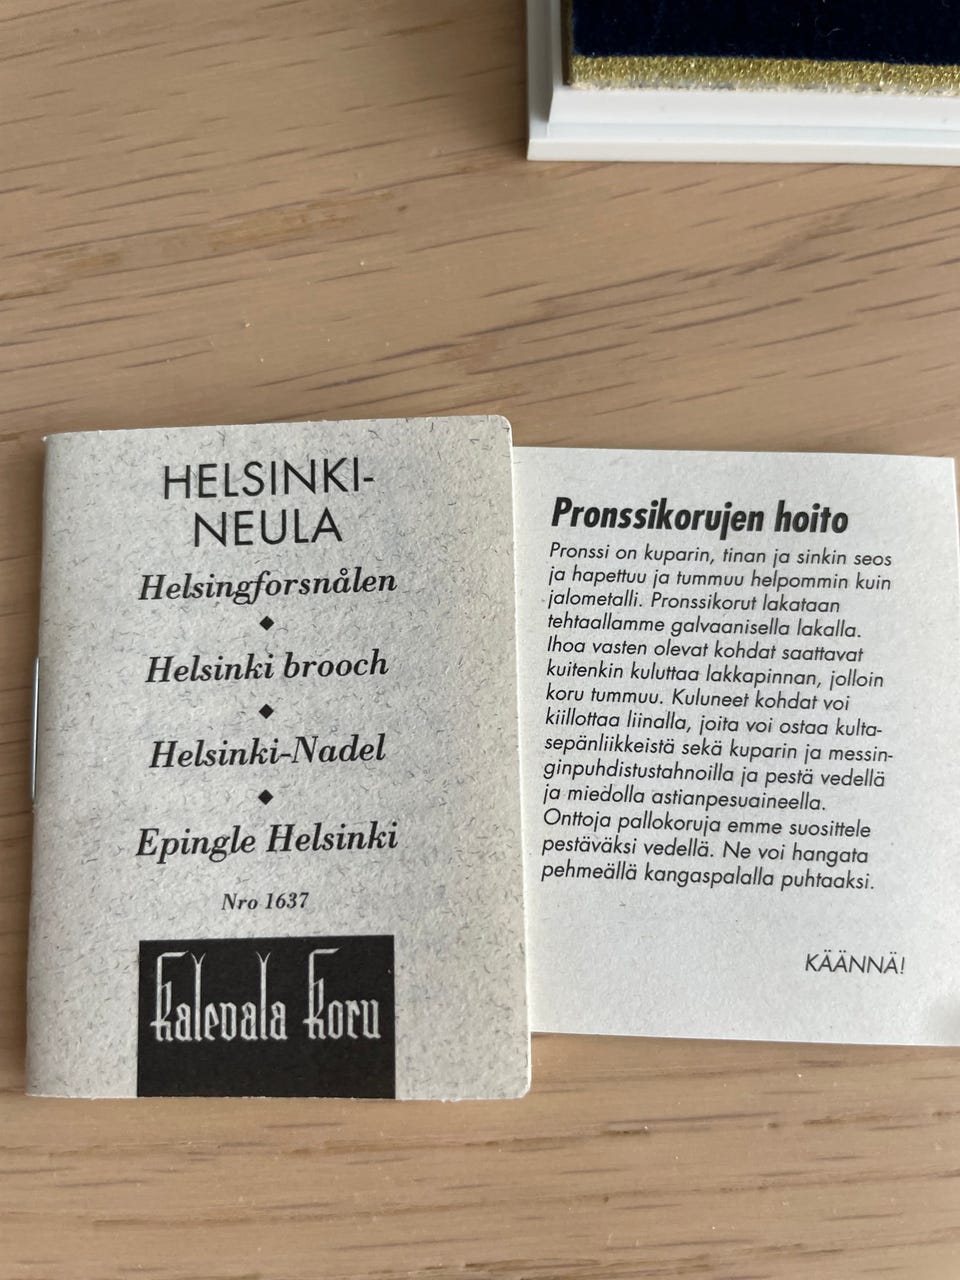 HELSINKI-
NEULA
Helsingforsnålen
Helsinki brooch
Helsinki-Nadel
Epingle Helsinki
Nro 1637
Kalevala Koru
Pronssikorujen hoito
Pronssi on kuparin, tinan ja sinkin seos
ja hapettuu ja tummuu helpommin kuin
jalometalli. Pronssikorut lakataan
tehtaallamme galvaanisella lakalla.
Ihoa vasten olevat kohdat saattavat
kuitenkin kuluttaa lakkapinnan, jolloin
koru tummuu. Kuluneet kohdat voi
kiillottaa liinalla, joita voi ostaa kulta-
sepänliikkeistä sekä kuparin ja messin-
ginpuhdistustahnoilla ja pestä vedellä
ja miedolla astianpesuaineella.
Onttoja pallokoruja emme suosittele
pestäväksi vedellä. Ne voi hangata
pehmeällä kangaspalalla puhtaaksi.
KÄÄNNÄ!